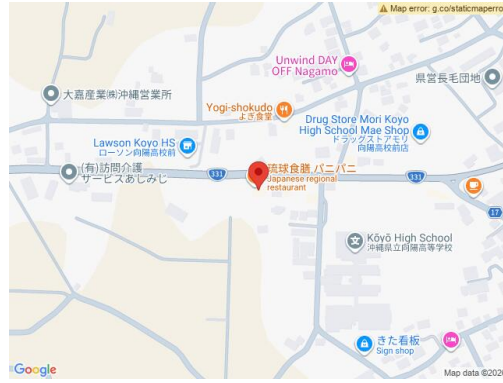 Map error: g.co/staticmaperro
Unwind DAY
OFF Nagamo
県営長毛団地
大嘉産業㈱沖縄営業所
Yogi-shokudo
よぎ食堂
Drug Store Mori Koyo
High School Mae Shop
ドラッグストアモリ
向陽高校前店
Lawson Koyo HS
ローソン向陽高校前
(有)訪問介護
サービスあしみじ
331
琉球食膳 パニパニ
Japanese regional
restaurant
331
17
Kōyō High School
沖縄県立向陽高等学校
きた看板
Sign shop
Google
Map data ©2026